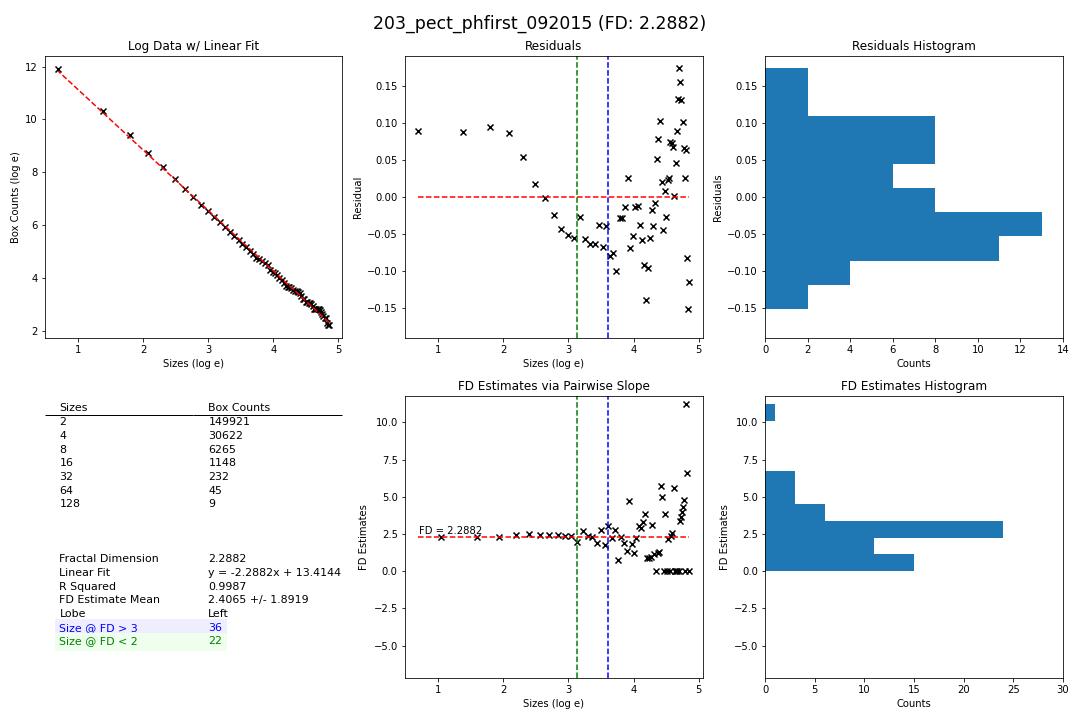 203_pect_phfirst_092015 (FD: 2.2882)
Log Data w/ Linear Fit
Box Counts (log e)
12
10
8
6
4
2
1 2 3 4 5
Sizes (log e)
Residuals
Residual
0.15
0.10
0.05
0.00
−0.05
−0.10
−0.15
1 2 3 4 5
Sizes (log e)
Residuals Histogram
Residuals
0.15
0.10
0.05
0.00
−0.05
−0.10
−0.15
0 2 4 6 8 10 12 14
Counts
Sizes Box Counts
2 149921
4 30622
8 6265
16 1148
32 232
64 45
128 9
Fractal Dimension 2.2882
Linear Fit y = -2.2882x + 13.4144
R Squared 0.9987
FD Estimate Mean 2.4065 +/- 1.8919
Lobe Left
Size @ FD > 3 36
Size @ FD < 2 22
FD Estimates via Pairwise Slope
FD Estimates
10.0
7.5
5.0
2.5
0.0
−2.5
−5.0
FD = 2.2882
1 2 3 4 5
Sizes (log e)
FD Estimates Histogram
FD Estimates
10.0
7.5
5.0
2.5
0.0
−2.5
−5.0
0 5 10 15 20 25 30
Counts